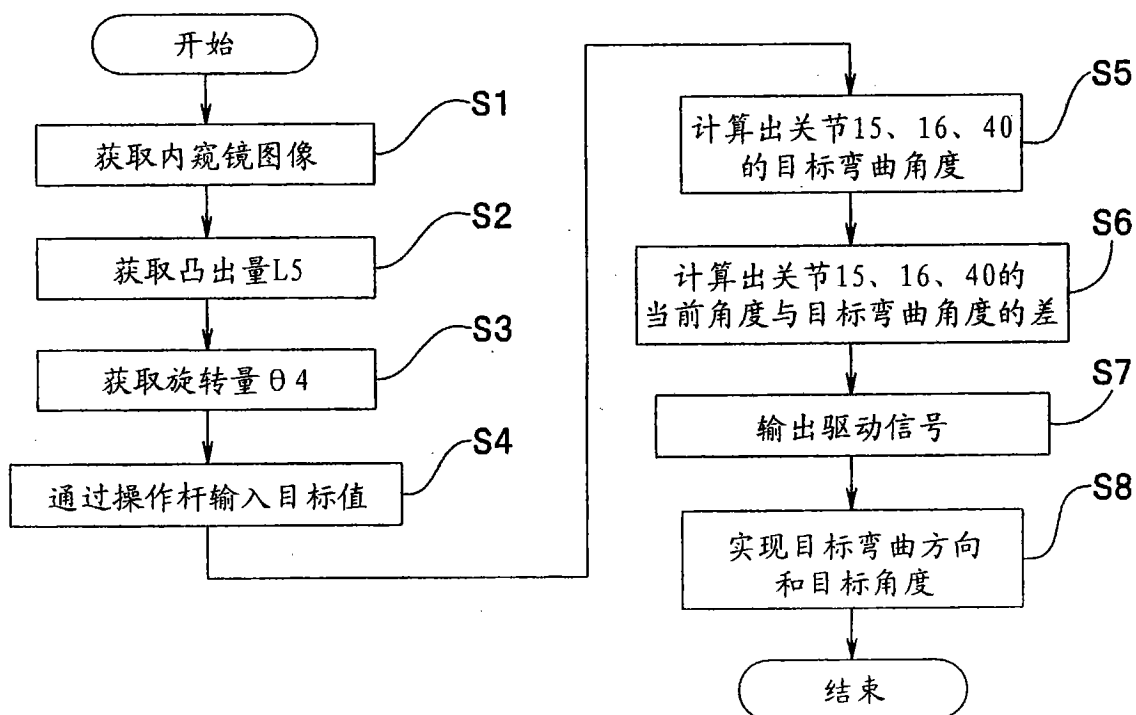 开始
S1
获取内窥镜图像
S2
获取凸出量L5
S3
获取旋转量θ4
S4
通过操作杆输入目标值
S5
计算出关节15、16、40
的目标弯曲角度
S6
计算出关节15、16、40的
当前角度与目标弯曲角度的差
S7
输出驱动信号
S8
实现目标弯曲方向
和目标角度
结束